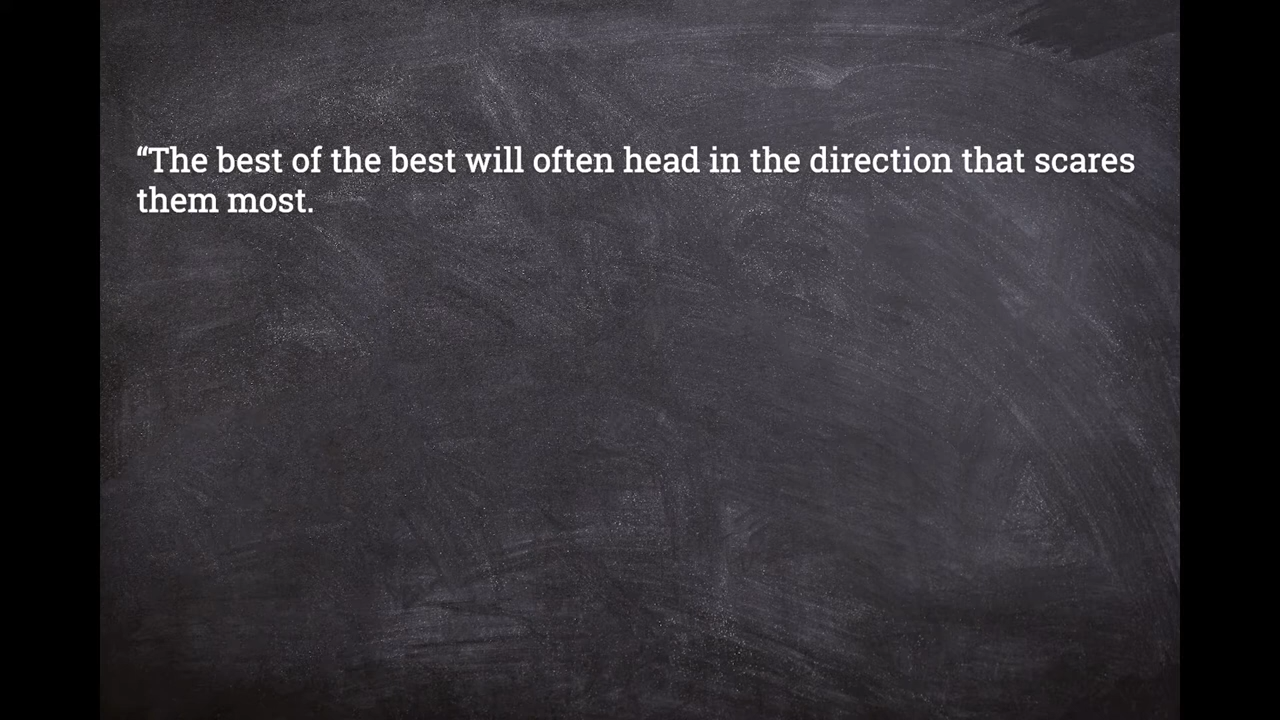 “The best of the best will often head in the direction that scares
them most.